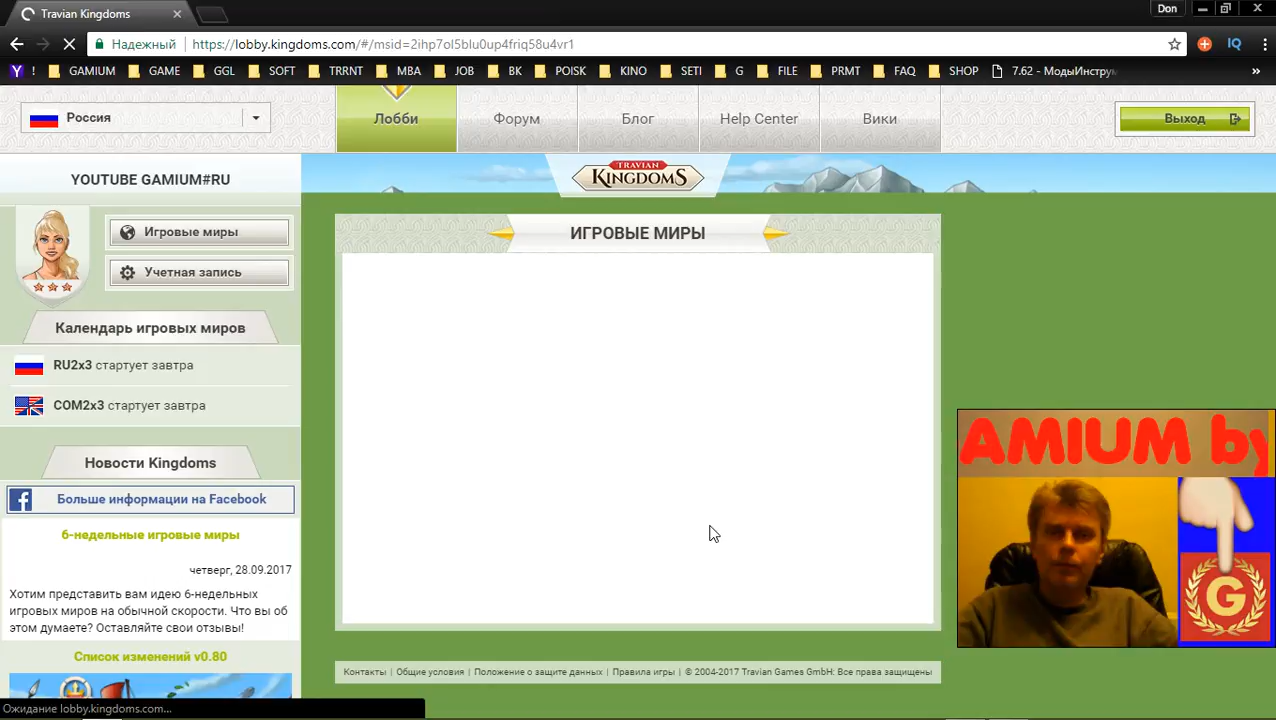 Travian Kingdoms
Don
Надежный
https://lobby.kingdoms.com/#/msid=2ihp7ol5blu0up4friq58u4vr1
IQ
Y ! GAMIUM GAME GGL SOFT TRRNT MBA JOB BK POISK KINO SETI G FILE PRMT FAQ SHOP 7.62 - МодыИнструм
Россия
Лобби
Форум
Блог
Help Center
Вики
Выход
YOUTUBE GAMIUM#RU
TRAVIAN
KINGDOMS
Игровые миры
Учетная запись
ИГРОВЫЕ МИРЫ
Календарь игровых миров
RU2x3 стартует завтра
COM2x3 стартует завтра
Новости Kingdoms
Больше информации на Facebook
6-недельные игровые миры
четверг, 28.09.2017
Хотим представить вам идею 6-недельных
игровых миров на обычной скорости. Что вы об
этом думаете? Оставляйте свои отзывы!
Список изменений v0.80
AMIUM by
G
Контакты | Общие условия | Положение о защите данных | Правила игры | © 2004-2017 Travian Games GmbH: Все права защищены
Ожидание lobby.kingdoms.com...